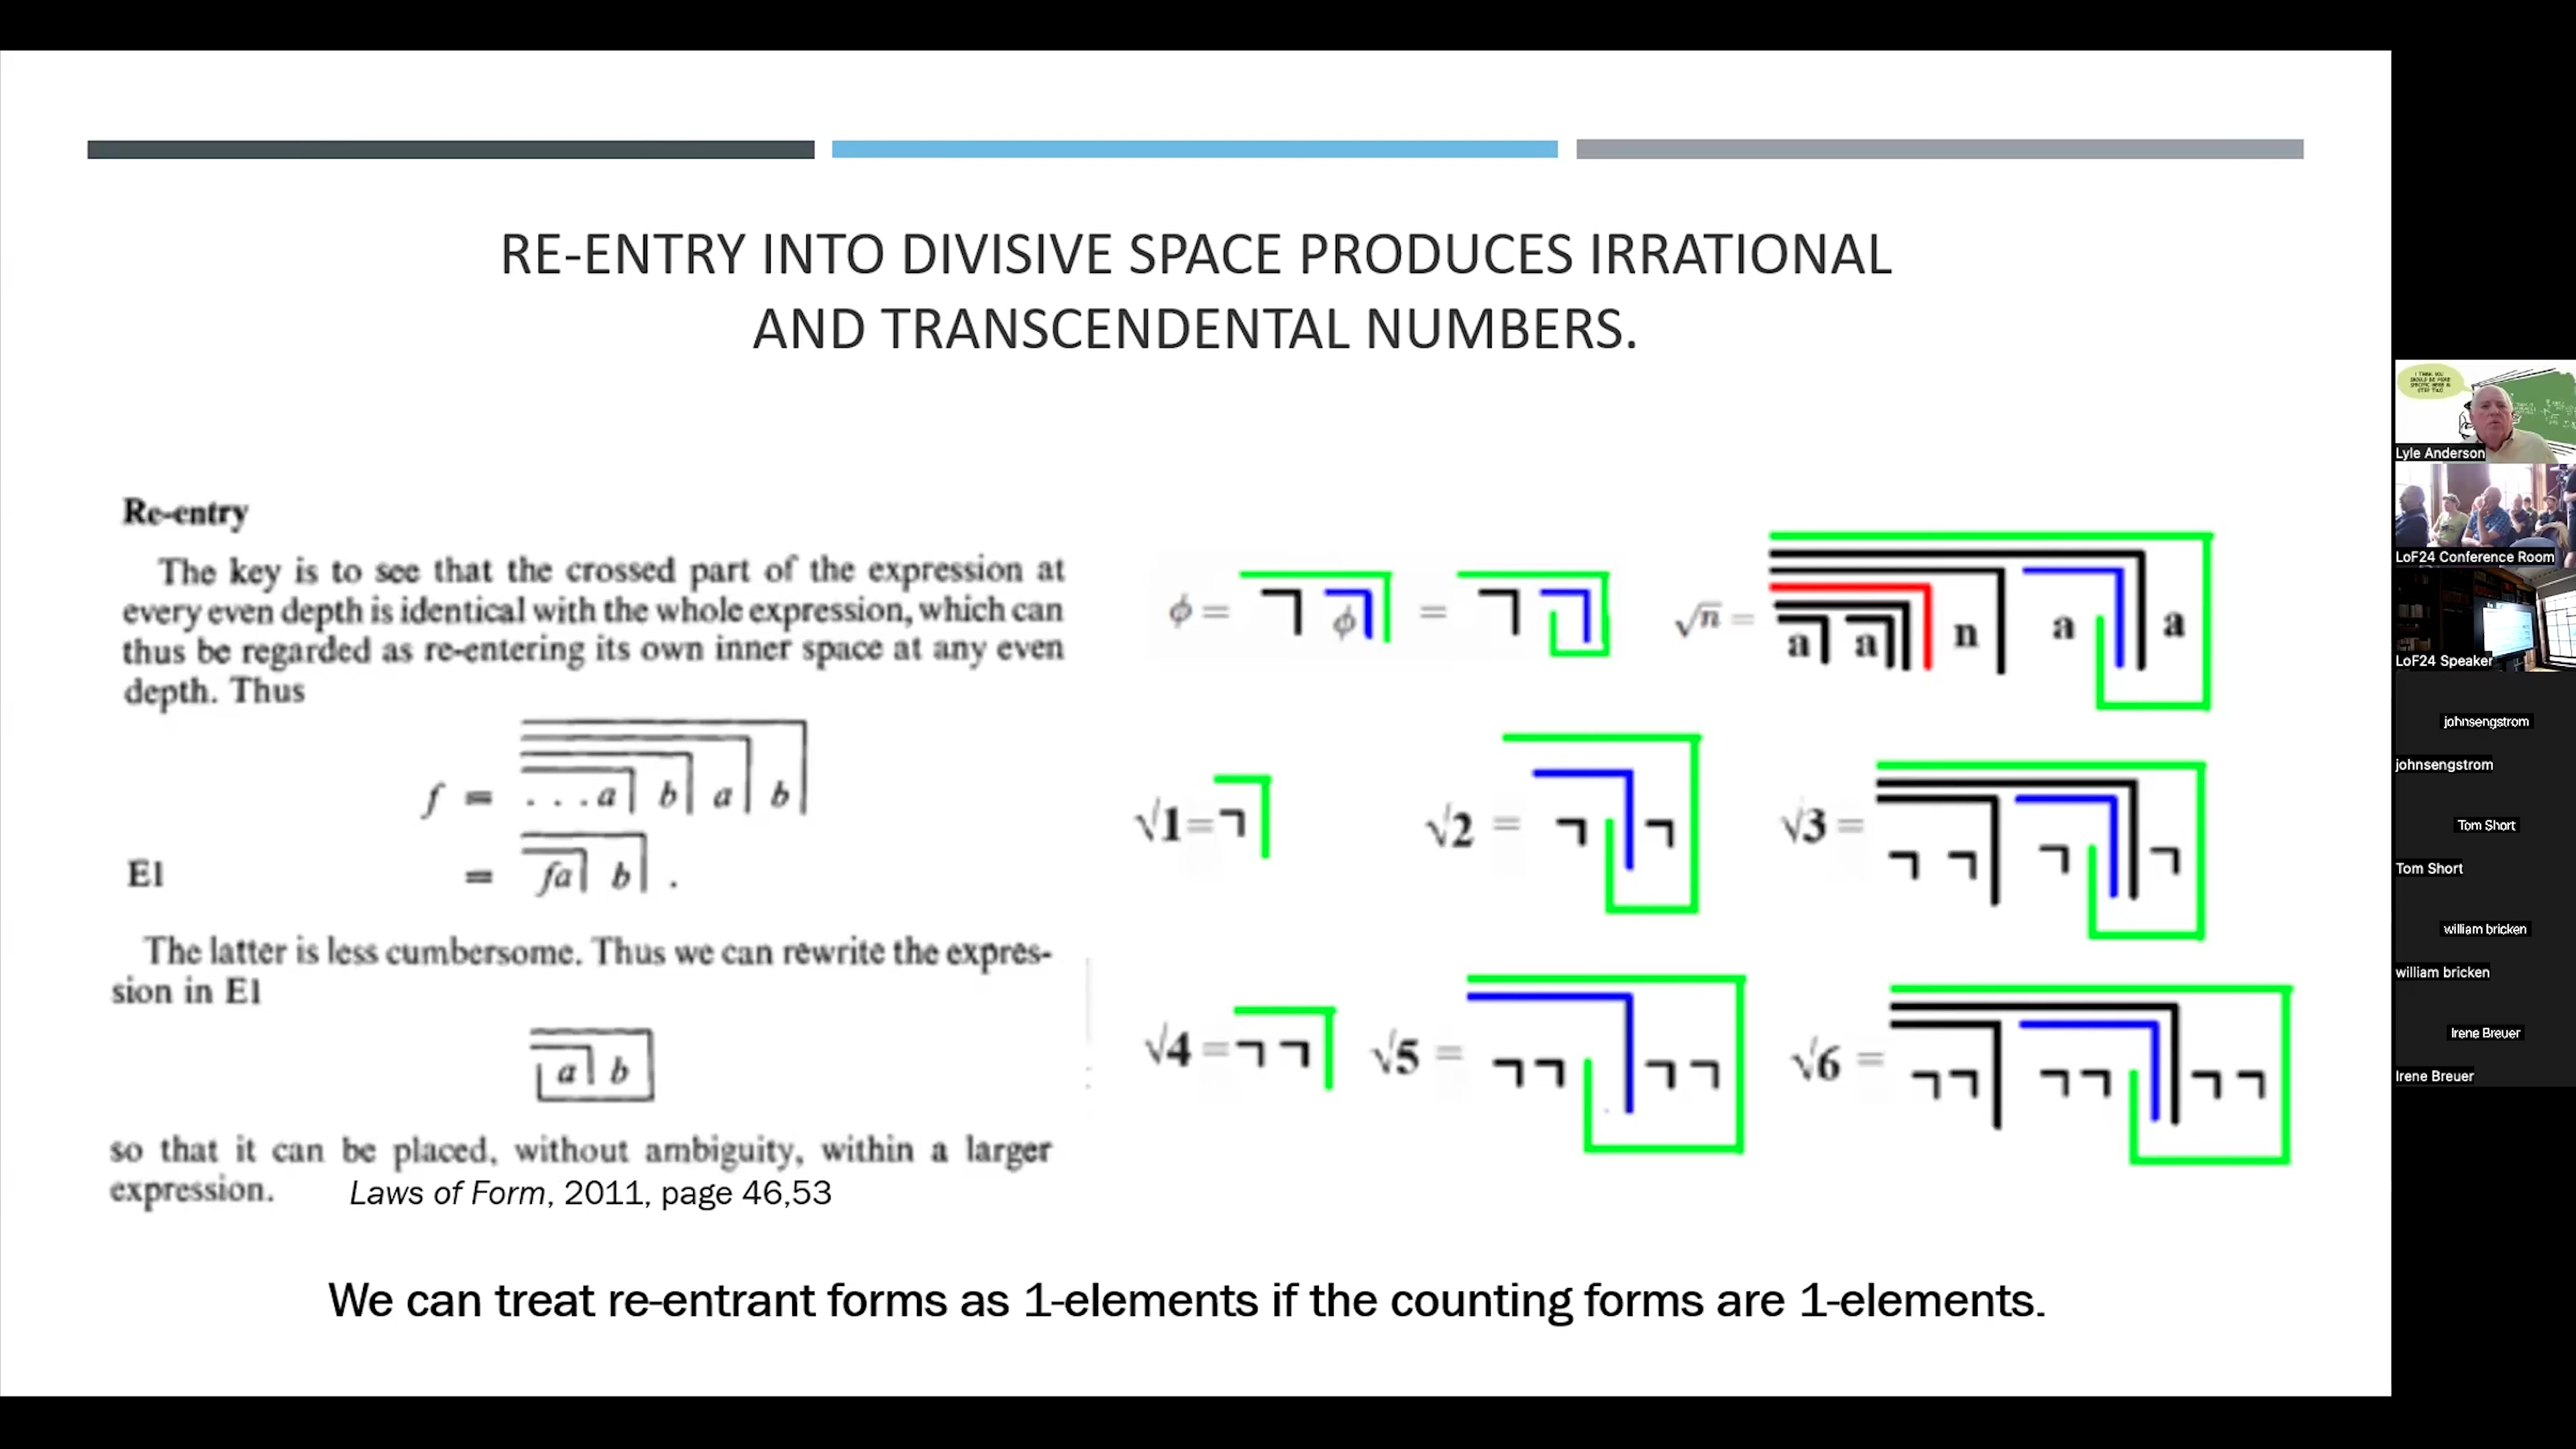 RE-ENTRY INTO DIVISIVE SPACE PRODUCES IRRATIONAL
AND TRANSCENDENTAL NUMBERS.
Re-entry
The key is to see that the crossed part of the expression at
every even depth is identical with the whole expression, which can
thus be regarded as re-entering its own inner space at any even
depth. Thus
f = . . . a b a b
E1 = fa b .
The latter is less cumbersome. Thus we can rewrite the expres-
sion in E1
a b
so that it can be placed, without ambiguity, within a larger
expression.
Laws of Form, 2011, page 46,53
ϕ = ϕ =
√n = a a n a a
√1 =
√2 =
√3 =
√4 =
√5 =
√6 =
We can treat re-entrant forms as 1-elements if the counting forms are 1-elements.
Lyle Anderson
LoF24 Conference Room
LoF24 Speaker
johnsengstrom
johnsengstrom
Tom Short
Tom Short
william bricken
william bricken
Irene Breuer
Irene Breuer